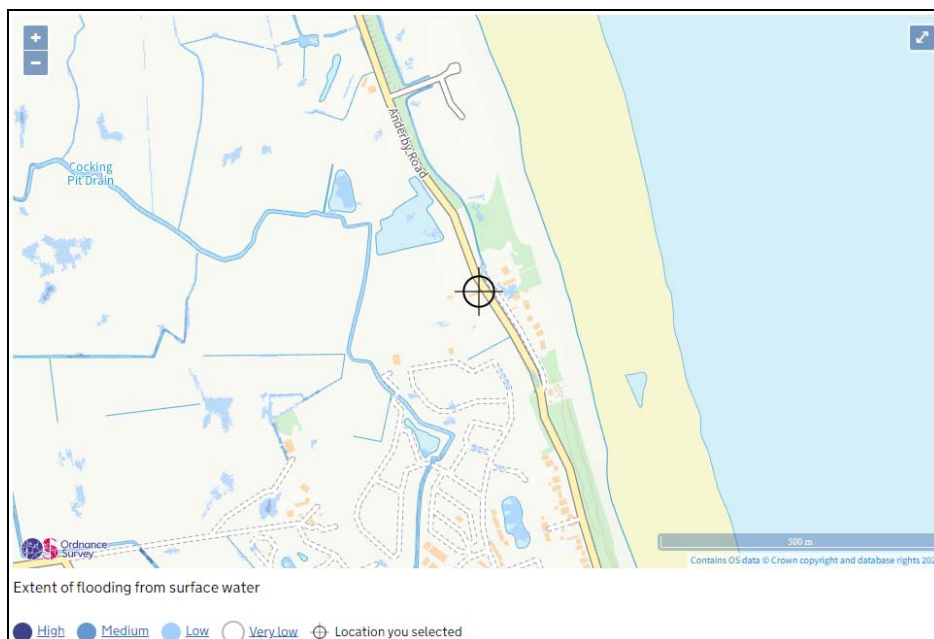 +
−
Anderby Road
Cocking
Pit Drain
Ordnance
Survey
500 m
Contains OS data © Crown copyright and database rights 202
Extent of flooding from surface water
High Medium Low Very low Location you selected